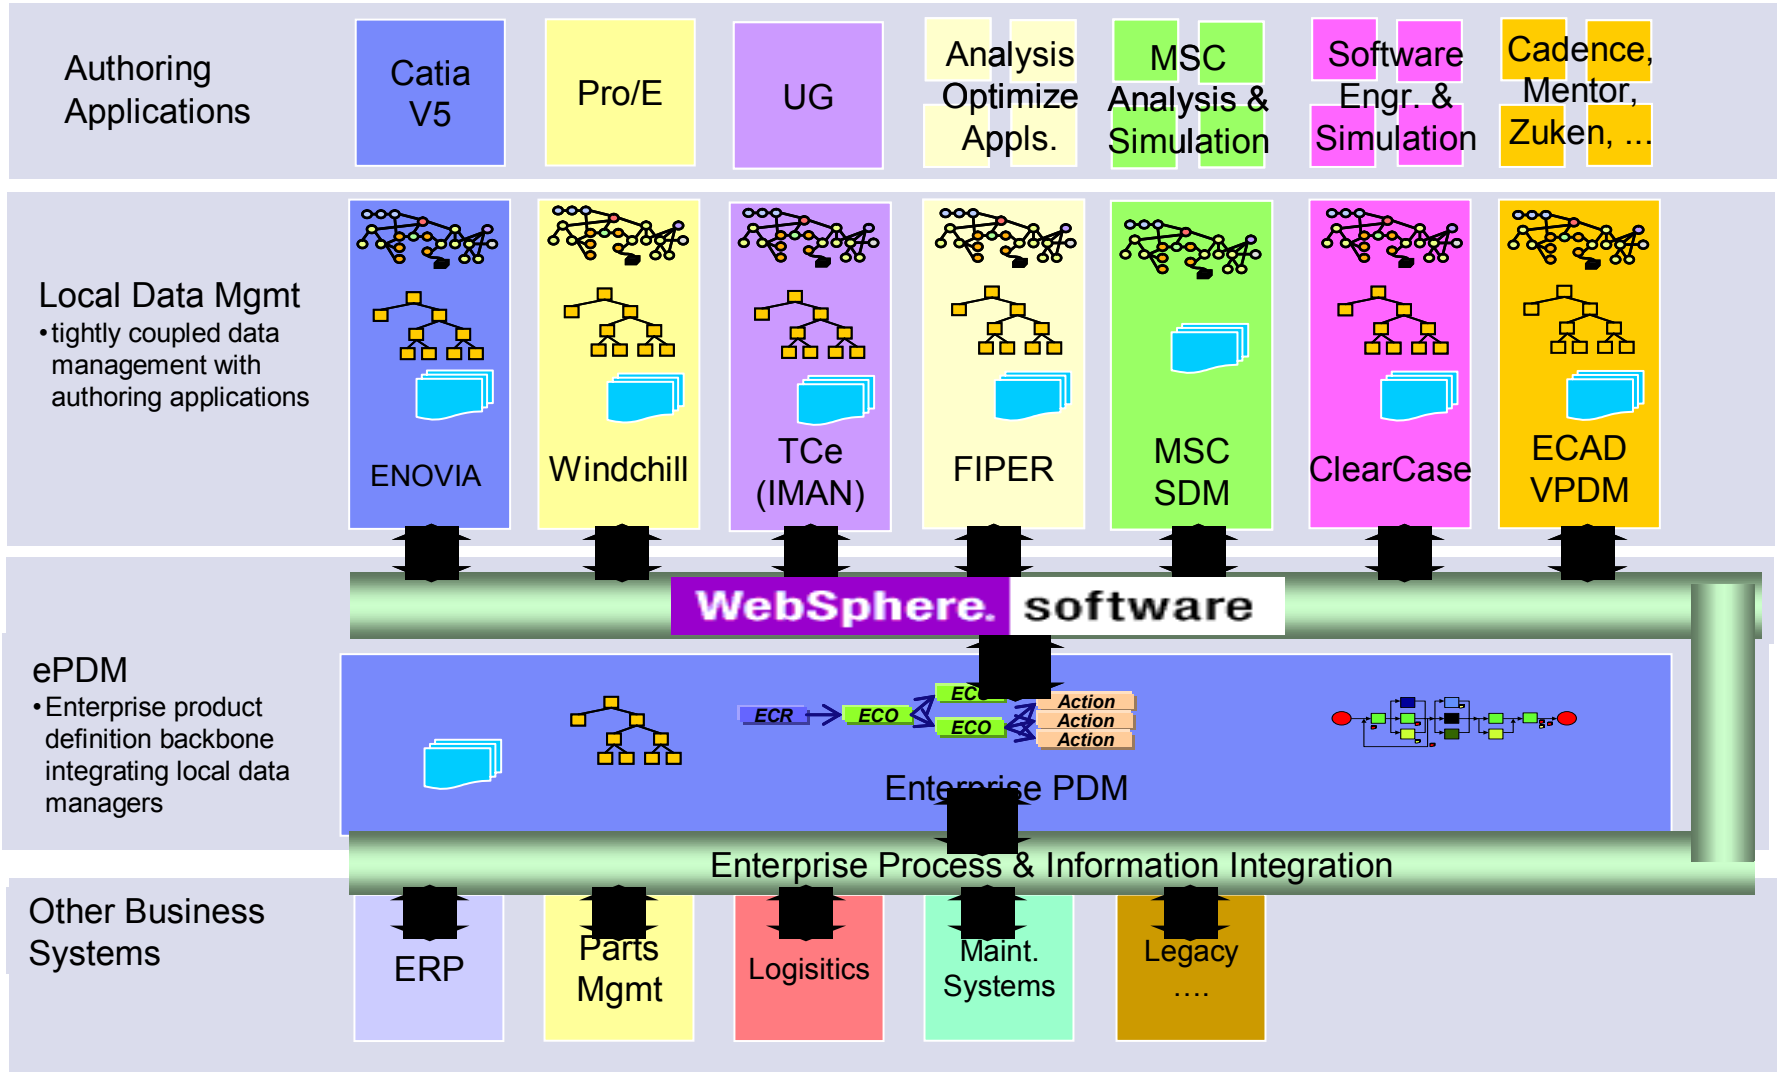 Authoring
Applications
Catia
V5
Pro/E
UG
Analysis
Optimize
Appls.
MSC
Analysis &
Simulation
Software
Engr. &
Simulation
Cadence,
Mentor,
Zuken, ...
Local Data Mgmt
• tightly coupled data
management with
authoring applications
ENOVIA
Windchill
TCe
(IMAN)
FIPER
MSC
SDM
ClearCase
ECAD
VPDM
WebSphere. software
ePDM
• Enterprise product
definition backbone
integrating local data
managers
ECR
ECO
ECO
ECO
Action
Action
Action
Enterprise PDM
Enterprise Process & Information Integration
Other Business
Systems
ERP
Parts
Mgmt
Logisitics
Maint.
Systems
Legacy
....